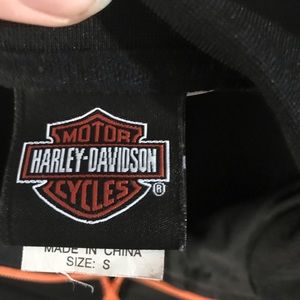 MOTOR
HARLEY-DAVIDSON
CYCLES
®
MADE IN CHINA
SIZE: S